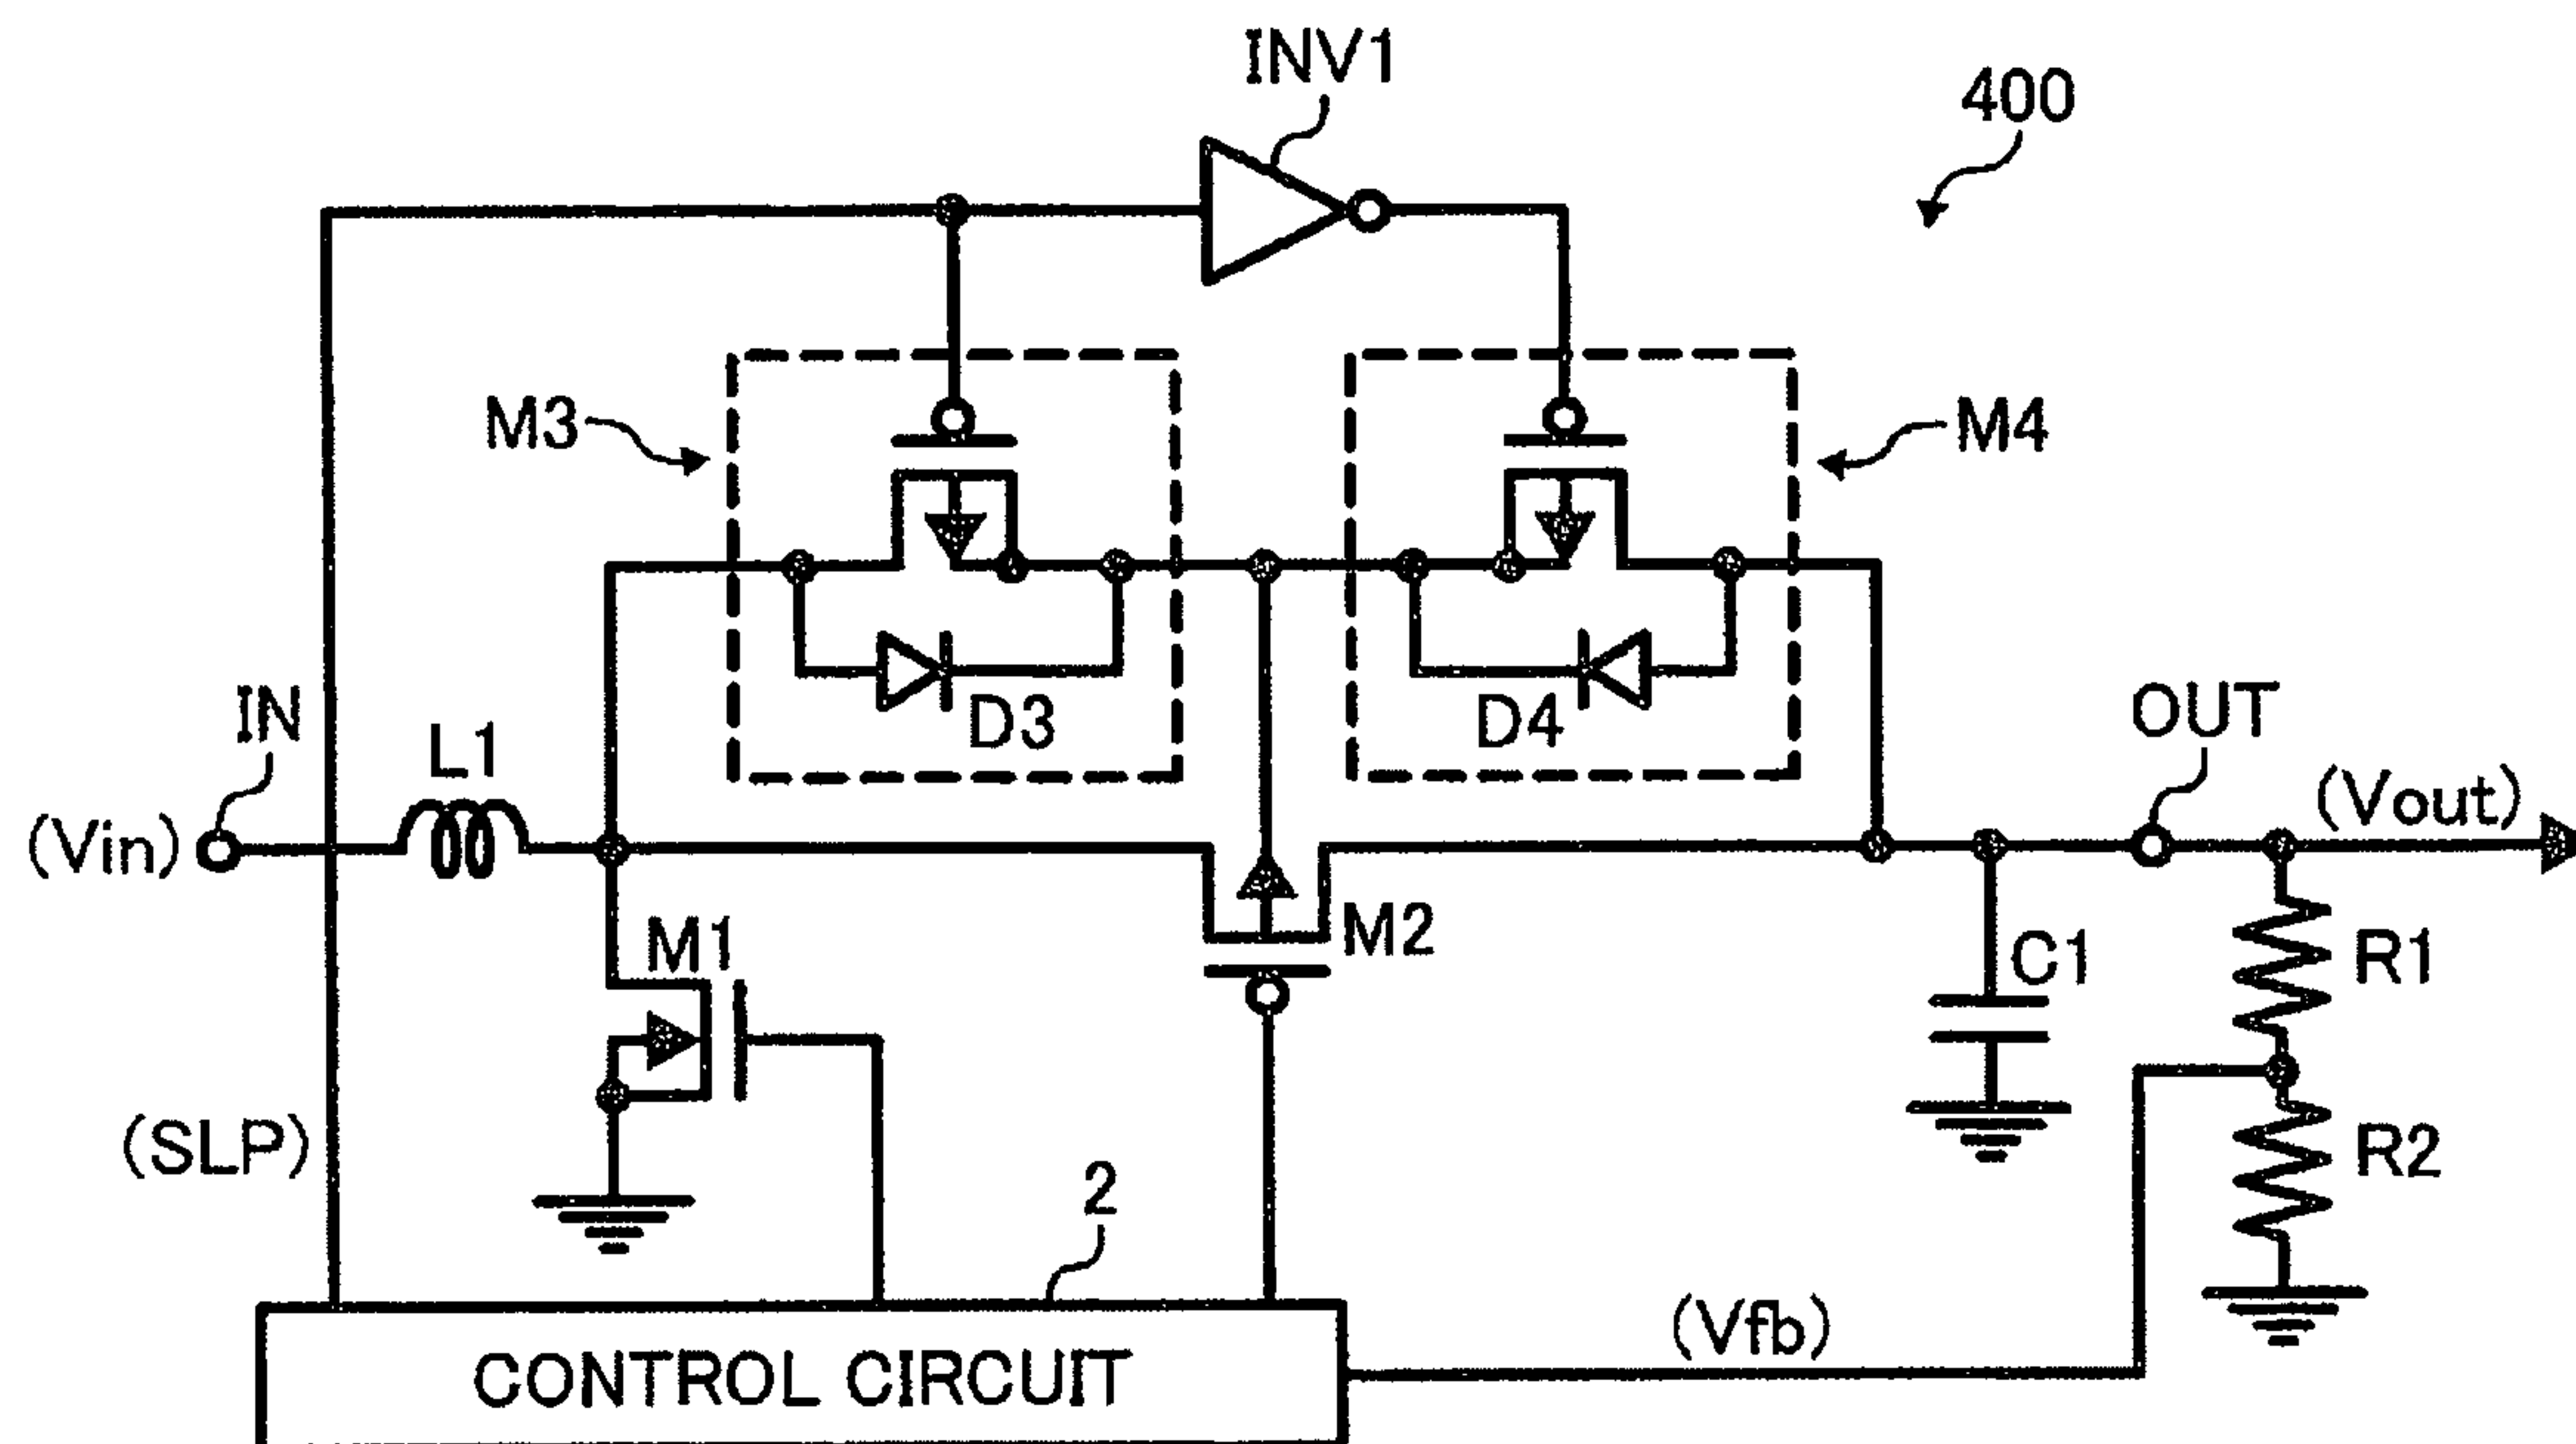 INV1
400
M3
M4
IN
L1
D3
D4
OUT
(Vin)
(Vout)
M1
M2
C1
R1
(SLP)
2
R2
(Vfb)
CONTROL CIRCUIT